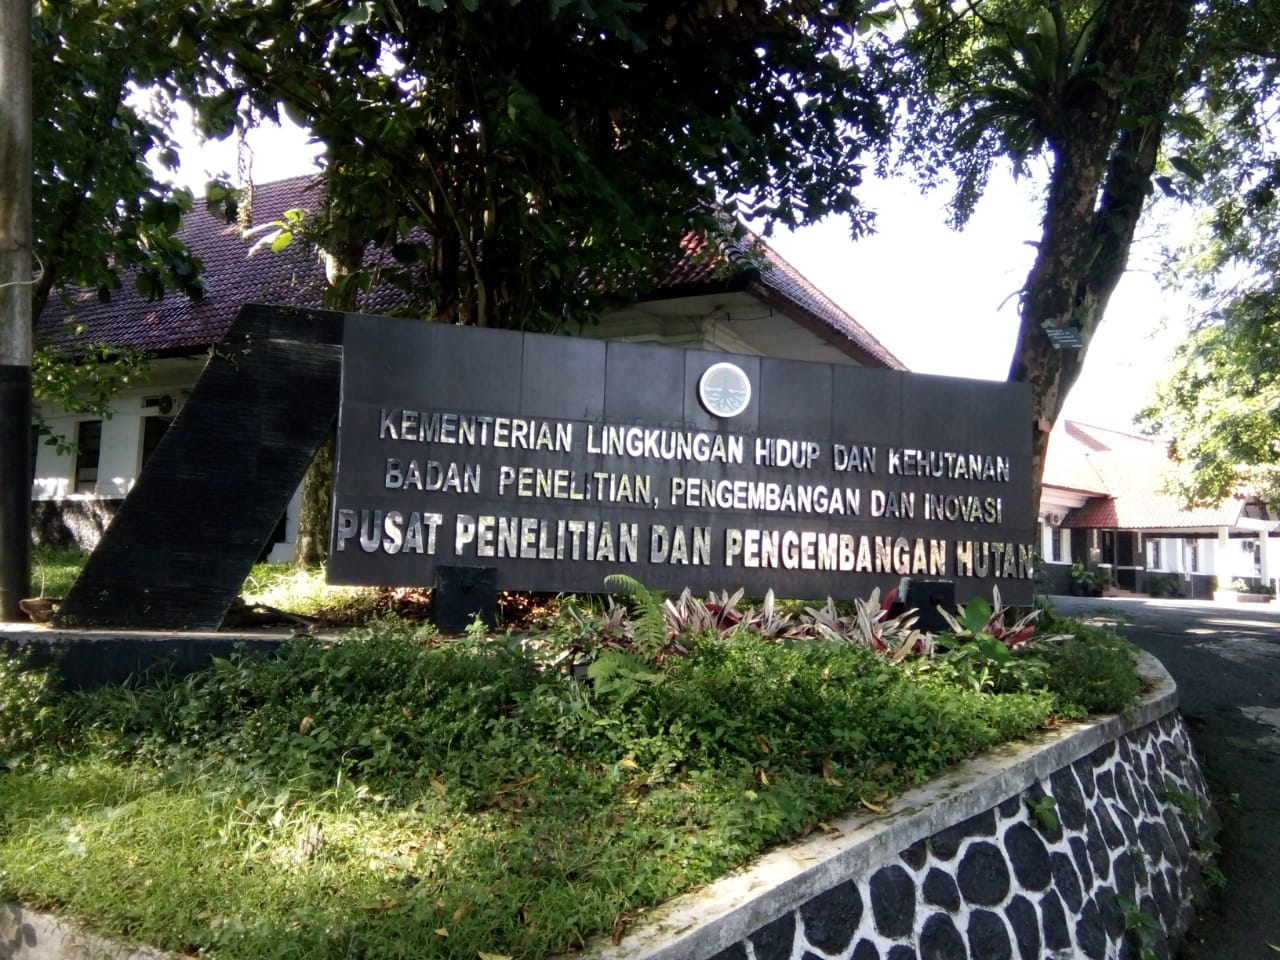 KEMENTERIAN LINGKUNGAN HIDUP DAN KEHUTANAN
BADAN PENELITIAN, PENGEMBANGAN DAN INOVASI
PUSAT PENELITIAN DAN PENGEMBANGAN HUTAN